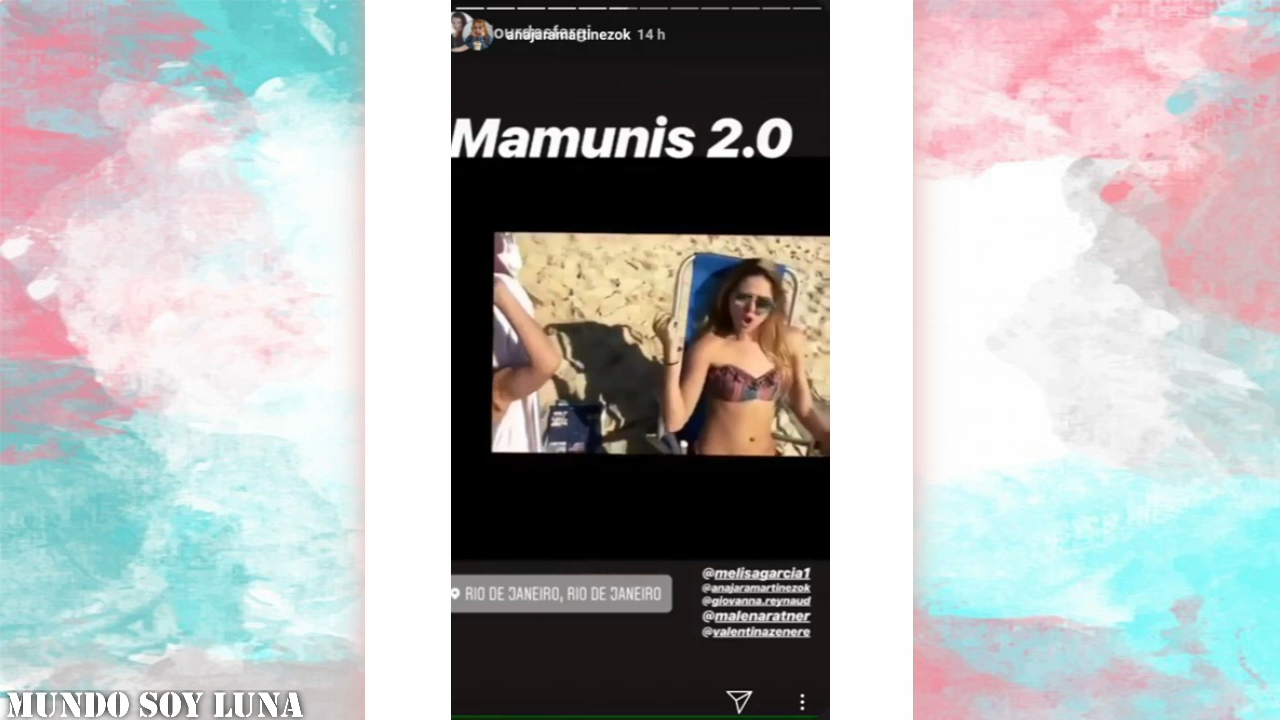 anajaramartinezok 14 h
Mamunis 2.0
RIO DE JANEIRO, RIO DE JANEIRO
@melisagarcia1
@anajaramartinezok
@giovanna.reynaud
@malenaratner
@valentinazenere
MUNDO SOY LUNA